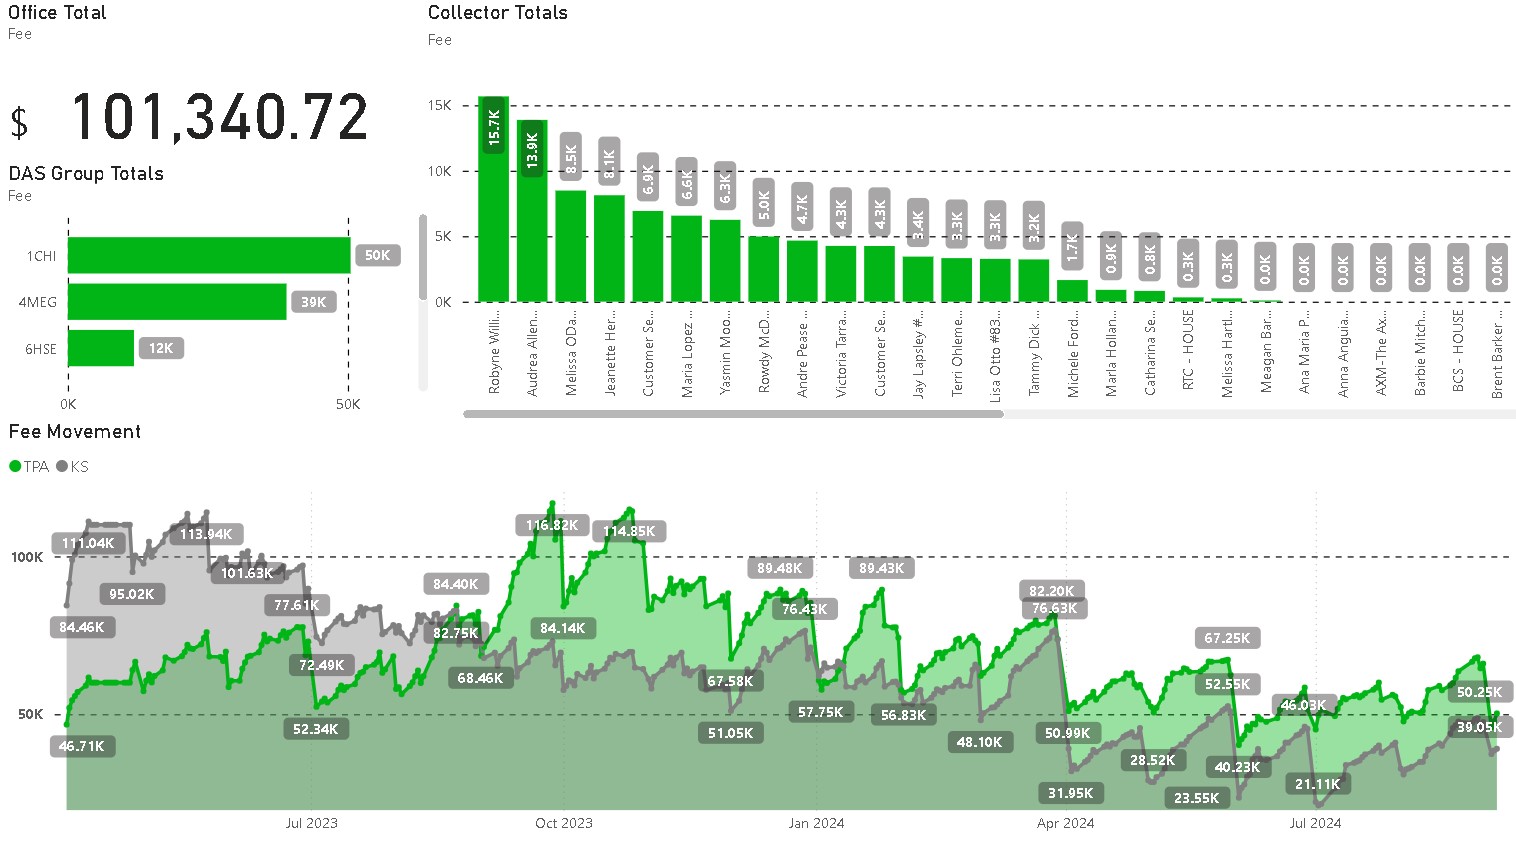 Office Total
Fee
$ 101,340.72
DAS Group Totals
Fee
1CHI 50K
4MEG 39K
6HSE 12K
0K 50K
Collector Totals
Fee
15K
10K
5K
0K
15.7K 13.9K 8.5K 8.1K 6.9K 6.6K 6.3K 5.0K 4.7K 4.3K 4.3K 3.4K 3.3K 3.3K 3.2K 1.7K 0.9K 0.8K 0.3K 0.3K 0.0K 0.0K 0.0K 0.0K 0.0K 0.0K 0.0K
Robyne Willi...
Audrea Allen...
Melissa ODa...
Jeanette Her...
Customer Se...
Maria Lopez ...
Yasmin Moo...
Rowdy McD...
Andre Pease ...
Victoria Tarra...
Customer Se...
Jay Lapsley #...
Terri Ohleme...
Lisa Otto #83...
Tammy Dick ...
Michele Ford...
Marla Hollan...
Catharina Se...
RTC - HOUSE
Melissa Hartl...
Meagan Bar...
Ana Maria P...
Anna Anguia...
AXM -The Ax...
Barbie Mitch...
BCS - HOUSE
Brent Barker ...
Fee Movement
TPA KS
100K
50K
111.04K
84.46K
46.71K
95.02K
113.94K
101.63K
77.61K
72.49K
52.34K
84.40K
82.75K
68.46K
116.82K
84.14K
114.85K
67.58K
51.05K
89.48K
76.43K
57.75K
89.43K
56.83K
48.10K
82.20K
76.63K
50.99K
31.95K
28.52K
23.55K
67.25K
52.55K
40.23K
46.03K
21.11K
50.25K
39.05K
Jul 2023 Oct 2023 Jan 2024 Apr 2024 Jul 2024